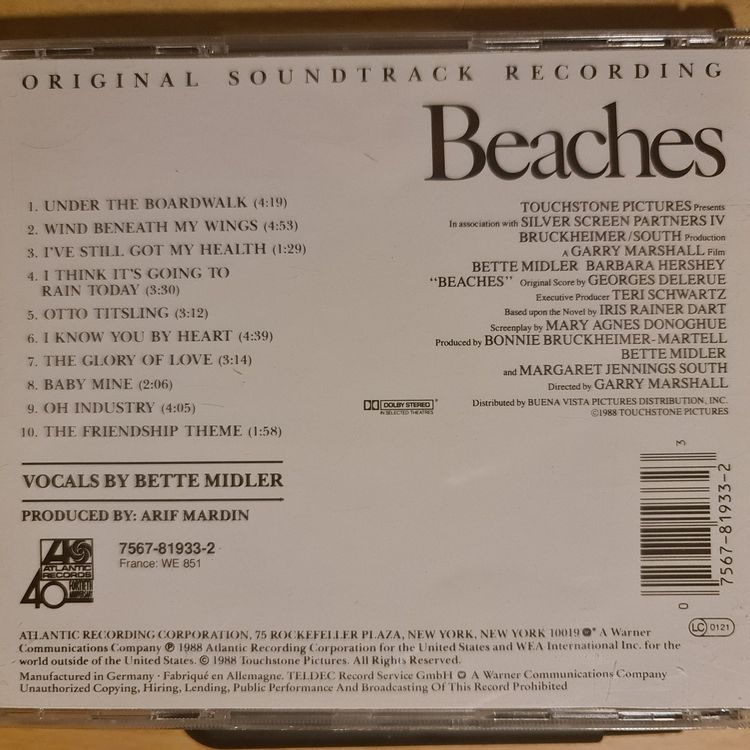 ORIGINAL SOUNDTRACK RECORDING
Beaches
1. UNDER THE BOARDWALK (4:19)
2. WIND BENEATH MY WINGS (4:53)
3. I'VE STILL GOT MY HEALTH (1:29)
4. I THINK IT'S GOING TO
RAIN TODAY (3:30)
5. OTTO TITSLING (3:12)
6. I KNOW YOU BY HEART (4:39)
7. THE GLORY OF LOVE (3:14)
8. BABY MINE (2:06)
9. OH INDUSTRY (4:05)
10. THE FRIENDSHIP THEME (1:58)
TOUCHSTONE PICTURES Presents
In association with SILVER SCREEN PARTNERS IV
BRUCKHEIMER/SOUTH Production
A GARRY MARSHALL Film
BETTE MIDLER BARBARA HERSHEY
"BEACHES" Original Score by GEORGES DELERUE
Executive Producer TERI SCHWARTZ
Based upon the Novel by IRIS RAINER DART
Screenplay by MARY AGNES DONOGHUE
Produced by BONNIE BRUCKHEIMER-MARTELL
BETTE MIDLER
and MARGARET JENNINGS SOUTH
Directed by GARRY MARSHALL
DOLBY STEREO
IN SELECTED THEATRES
Distributed by BUENA VISTA PICTURES DISTRIBUTION, INC.
©1988 TOUCHSTONE PICTURES
VOCALS BY BETTE MIDLER
PRODUCED BY: ARIF MARDIN
ATLANTIC
RECORDS
40
FORTIETH
ANNIVERSARY
7567-81933-2
France: WE 851
3
7567-81933-2
0
LC 0121
ATLANTIC RECORDING CORPORATION, 75 ROCKEFELLER PLAZA, NEW YORK, NEW YORK 10019 ® A Warner
Communications Company ℗ 1988 Atlantic Recording Corporation for the United States and WEA International Inc. for the
world outside of the United States. © 1988 Touchstone Pictures. All Rights Reserved.
Manufactured in Germany · Fabriqué en Allemagne. TELDEC Record Service GmbH A Warner Communications Company
Unauthorized Copying, Hiring, Lending, Public Performance And Broadcasting Of This Record Prohibited